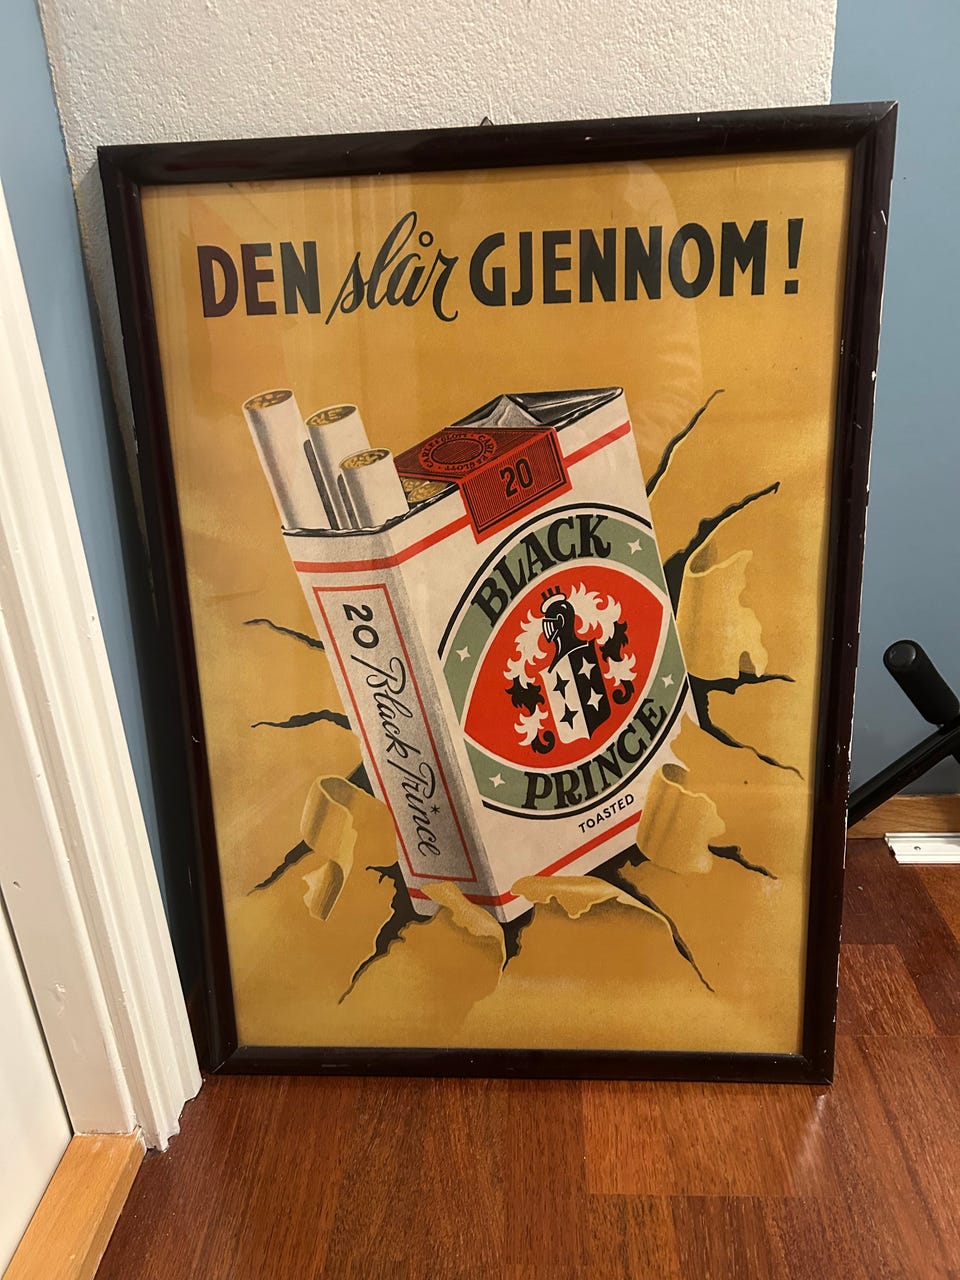 DEN slår GJENNOM!
20
BLACK
PRINCE
TOASTED
20 Black Prince